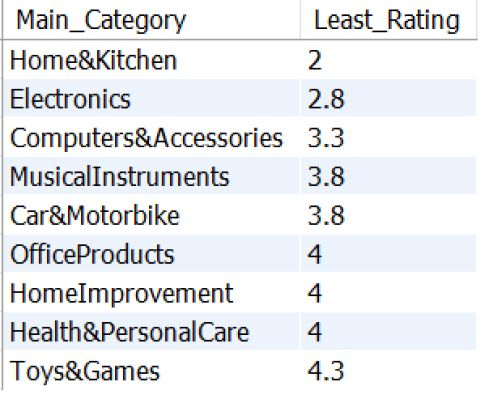 Main_Category Least_Rating
Home&Kitchen 2
Electronics 2.8
Computers&Accessories 3.3
MusicalInstruments 3.8
Car&Motorbike 3.8
OfficeProducts 4
HomeImprovement 4
Health&PersonalCare 4
Toys&Games 4.3